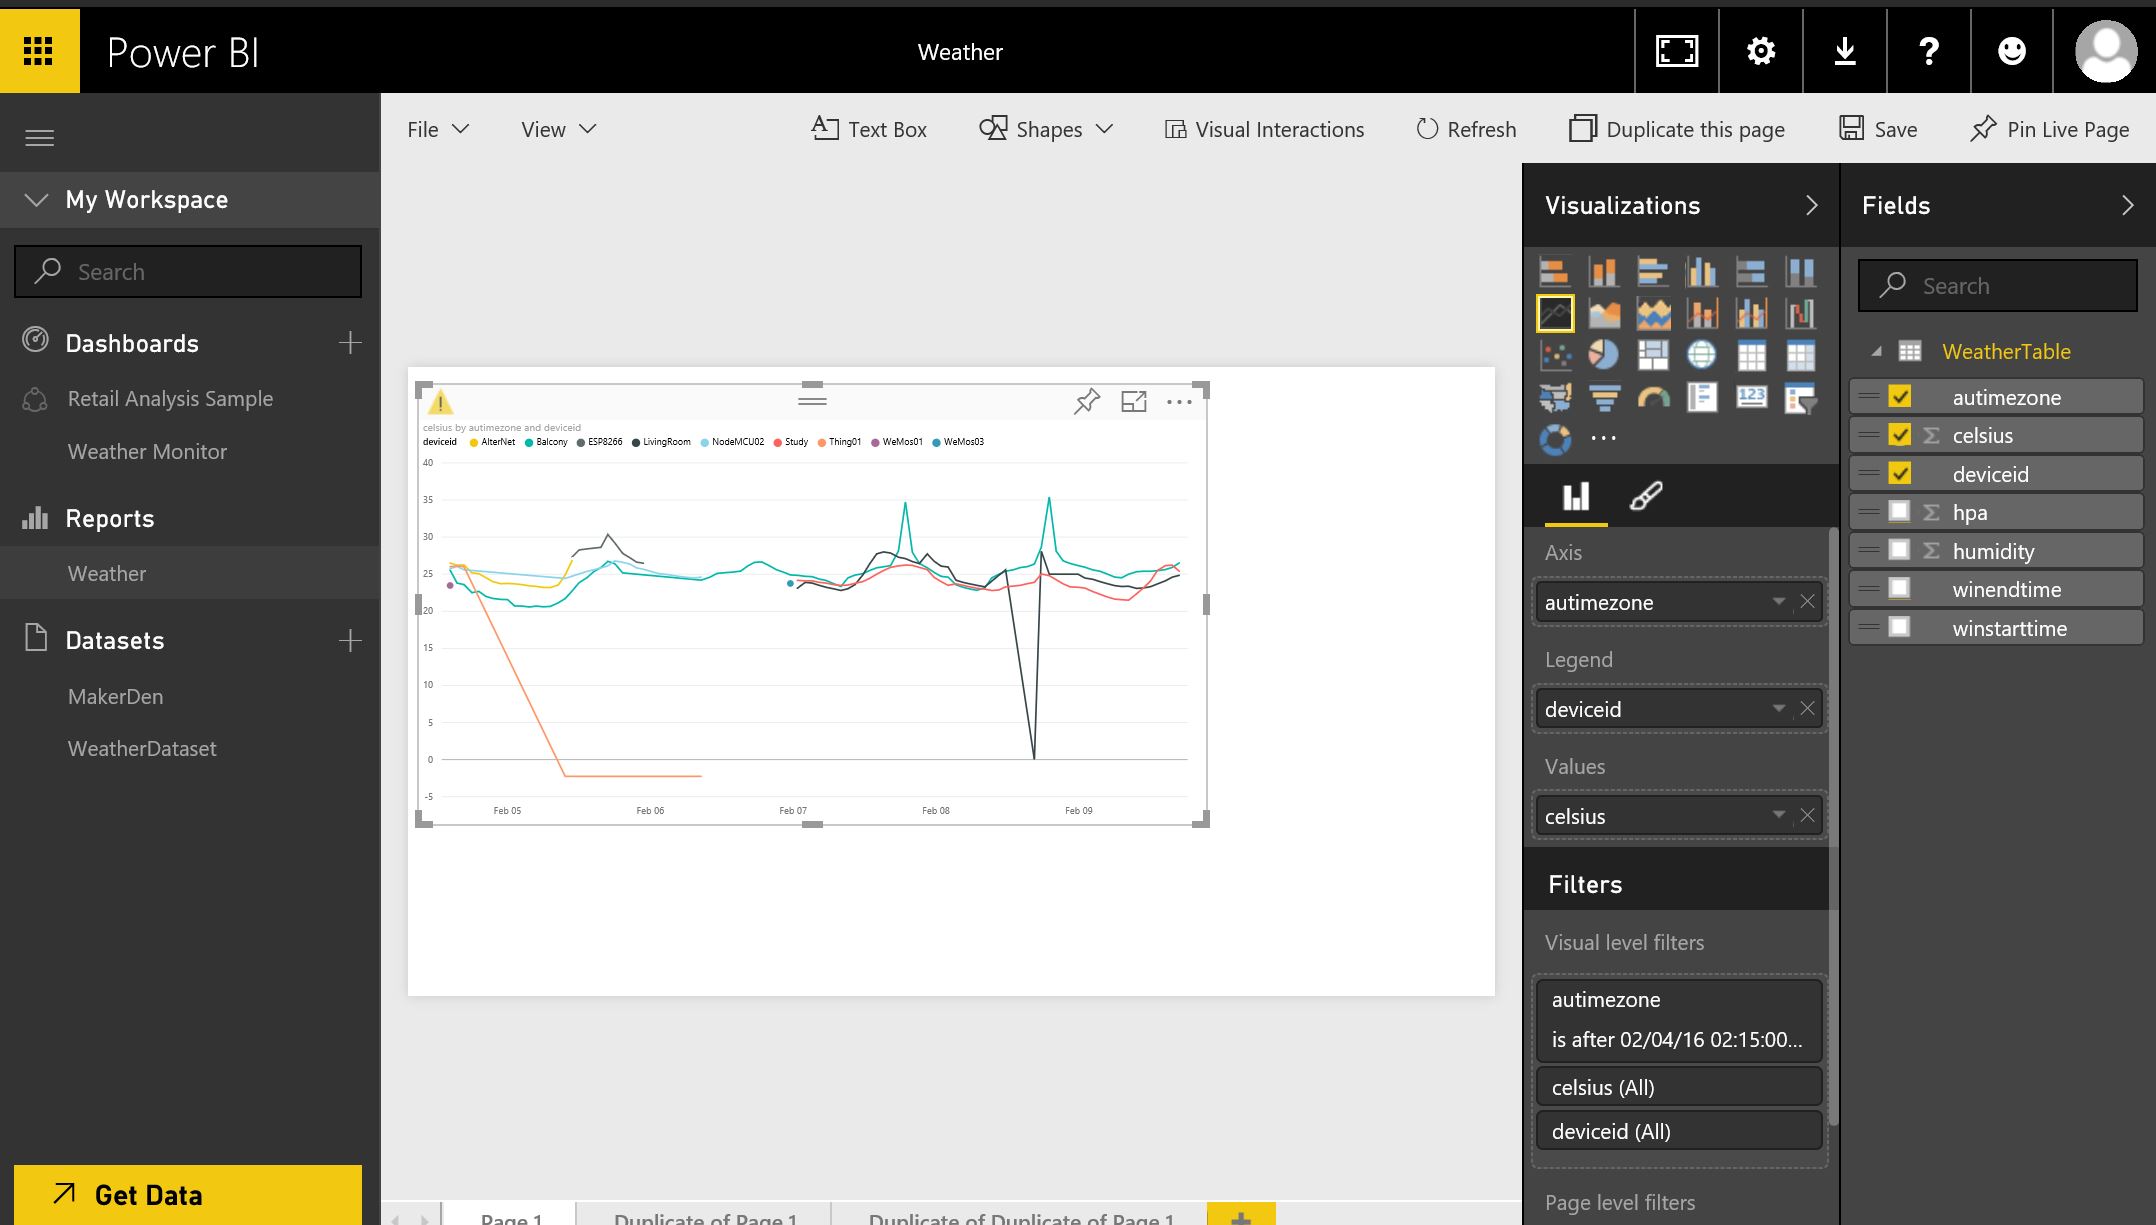 Power BI
Weather
File
View
Text Box
Shapes
Visual Interactions
Refresh
Duplicate this page
Save
Pin Live Page
My Workspace
Search
Dashboards
Retail Analysis Sample
Weather Monitor
Reports
Weather
Datasets
MakerDen
WeatherDataset
Get Data
celsius by autimezone and deviceid
deviceid AlterNet Balcony ESP8266 LivingRoom NodeMCU02 Study Thing01 WeMos01 WeMos03
40
35
30
25
20
15
10
5
0
-5
Feb 05 Feb 06 Feb 07 Feb 08 Feb 09
Page 1
Duplicate of Page 1
Duplicate of Duplicate of Page 1
Visualizations
123
Axis
autimezone
Legend
deviceid
Values
celsius
Filters
Visual level filters
autimezone
is after 02/04/16 02:15:00...
celsius (All)
deviceid (All)
Page level filters
Fields
Search
WeatherTable
autimezone
celsius
deviceid
hpa
humidity
winendtime
winstarttime